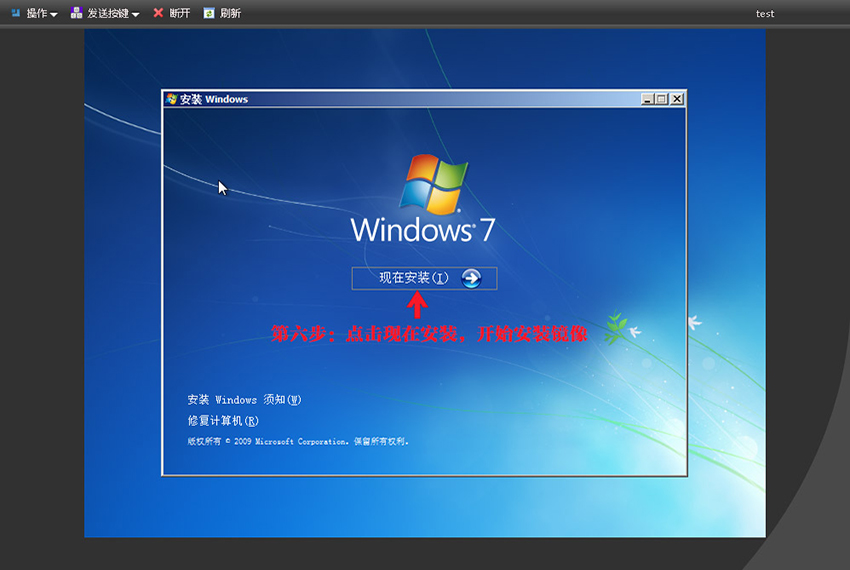 操作 发送按键 断开 刷新 test
安装 Windows
Windows 7
现在安装(I)
第六步：点击现在安装，开始安装镜像
安装 Windows 须知(W)
修复计算机(R)
版权所有 © 2009 Microsoft Corporation。保留所有权利。